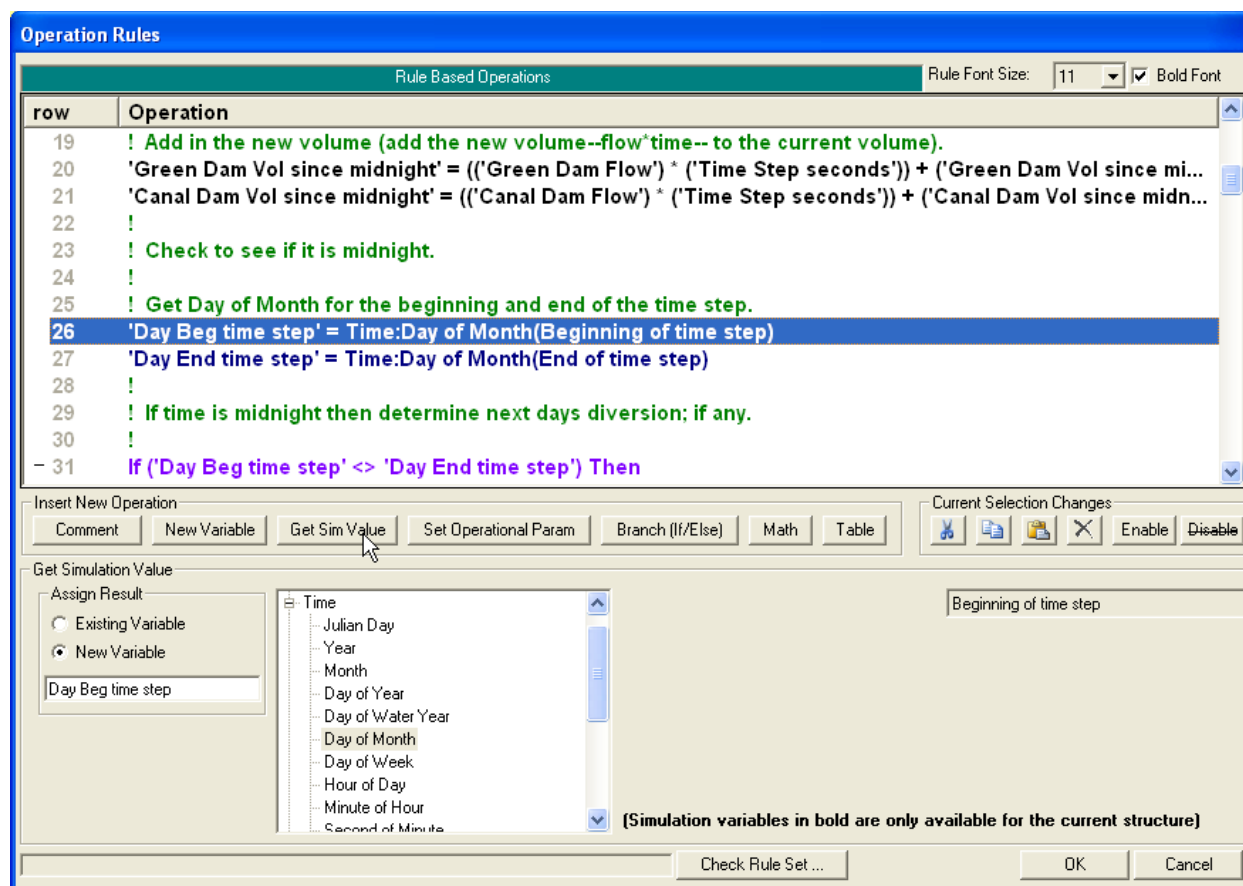 Operation Rules
Rule Based Operations Rule Font Size: 11 Bold Font
row Operation
19 ! Add in the new volume (add the new volume--flow*time-- to the current volume).
20 'Green Dam Vol since midnight' = (('Green Dam Flow') * ('Time Step seconds')) + ('Green Dam Vol since mi...
21 'Canal Dam Vol since midnight' = (('Canal Dam Flow') * ('Time Step seconds')) + ('Canal Dam Vol since midn...
22 !
23 ! Check to see if it is midnight.
24 !
25 ! Get Day of Month for the beginning and end of the time step.
26 'Day Beg time step' = Time:Day of Month(Beginning of time step)
27 'Day End time step' = Time:Day of Month(End of time step)
28 !
29 ! If time is midnight then determine next days diversion; if any.
30 !
31 If ('Day Beg time step' <> 'Day End time step') Then
Insert New Operation Current Selection Changes
Comment New Variable Get Sim Value Set Operational Param Branch (If/Else) Math Table Enable Disable
Get Simulation Value
Assign Result
Existing Variable
New Variable
Day Beg time step
Time
Julian Day
Year
Month
Day of Year
Day of Water Year
Day of Month
Day of Week
Hour of Day
Minute of Hour
Second of Minute
Beginning of time step
(Simulation variables in bold are only available for the current structure)
Check Rule Set ... OK Cancel